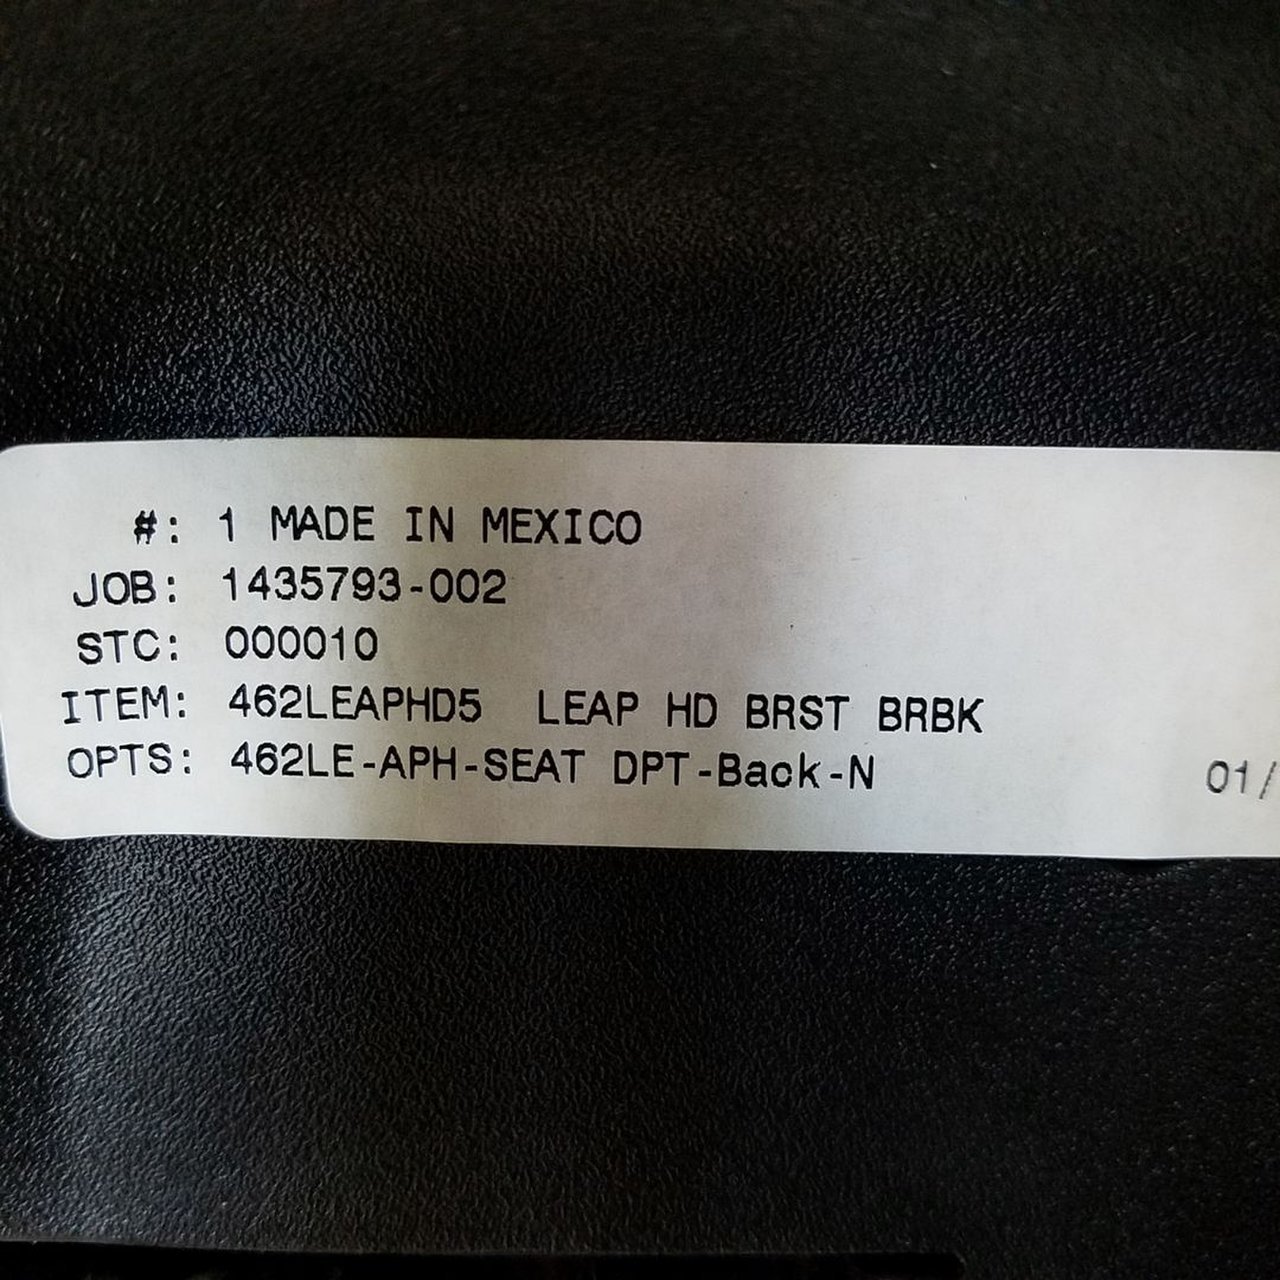 #: 1 MADE IN MEXICO
JOB: 1435793-002
STC: 000010
ITEM: 462LEAPHD5 LEAP HD BRST BRBK
OPTS: 462LE-APH-SEAT DPT-Back-N 01/